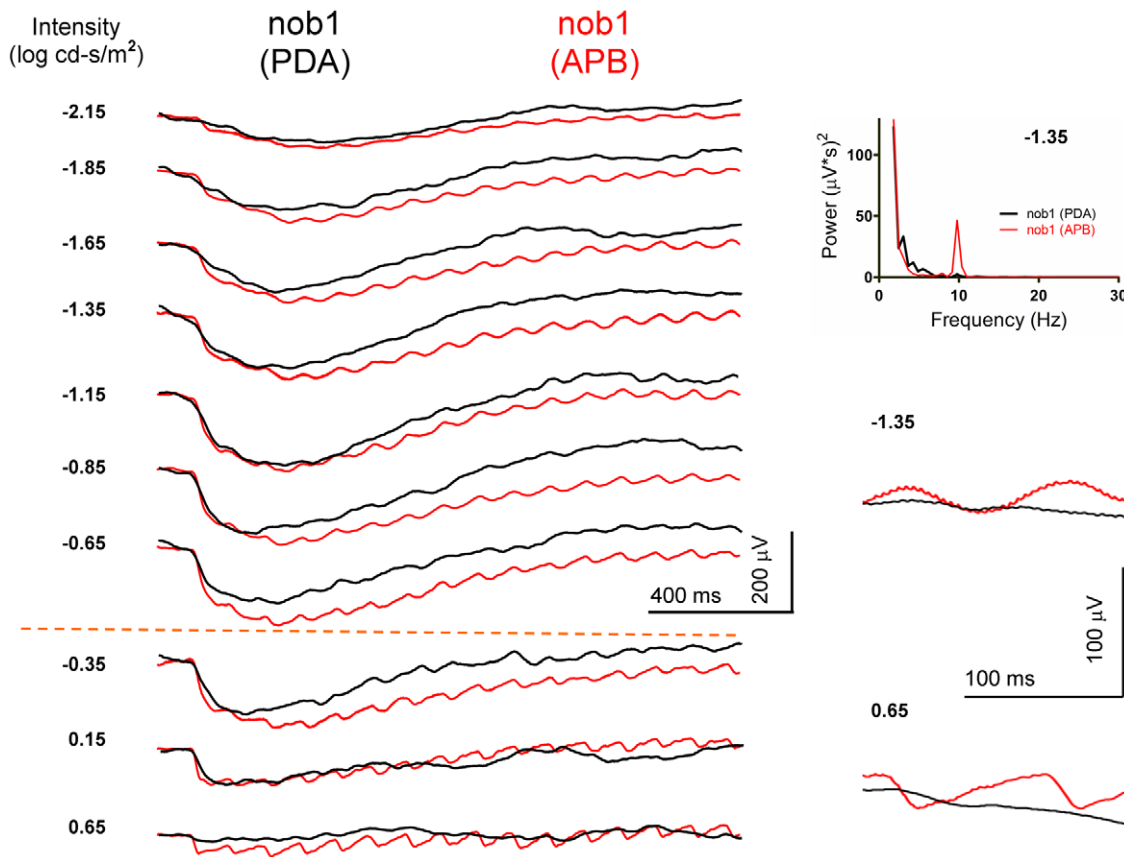 Intensity
(log cd-s/m²)
nob1
(PDA)
nob1
(APB)
-2.15
-1.85
-1.65
-1.35
-1.15
-0.85
-0.65
-0.35
0.15
0.65
400 ms
200 µV
-1.35
100
50
0
Power (µV*s)²
nob1 (PDA)
nob1 (APB)
0
10
20
30
Frequency (Hz)
-1.35
100 µV
100 ms
0.65